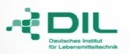 DIL
Deutsches Institut
für Lebensmitteltechnik